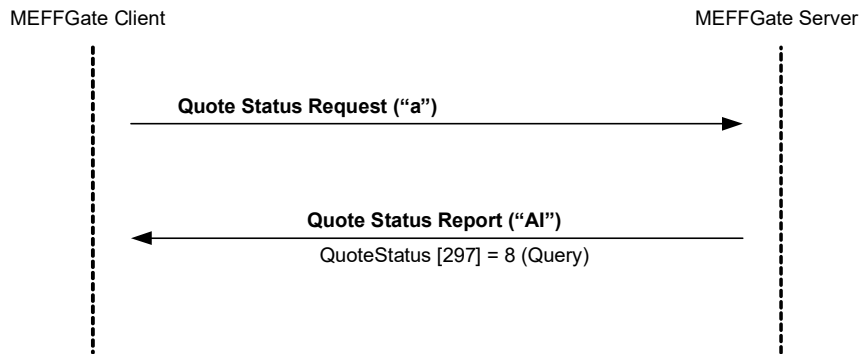 MEFFGate Client
MEFFGate Server
Quote Status Request (“a”)
Quote Status Report (“AI”)
QuoteStatus [297] = 8 (Query)